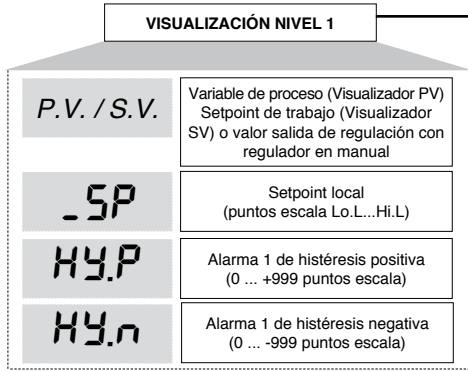 VISUALIZACIÓN NIVEL 1
P.V. / S.V.
Variable de proceso (Visualizador PV)
Setpoint de trabajo (Visualizador
SV) o valor salida de regulación con
regulador en manual
_SP
Setpoint local
(puntos escala Lo.L...Hi.L)
HY.P
Alarma 1 de histéresis positiva
(0 ... +999 puntos escala)
HY.n
Alarma 1 de histéresis negativa
(0 ... -999 puntos escala)